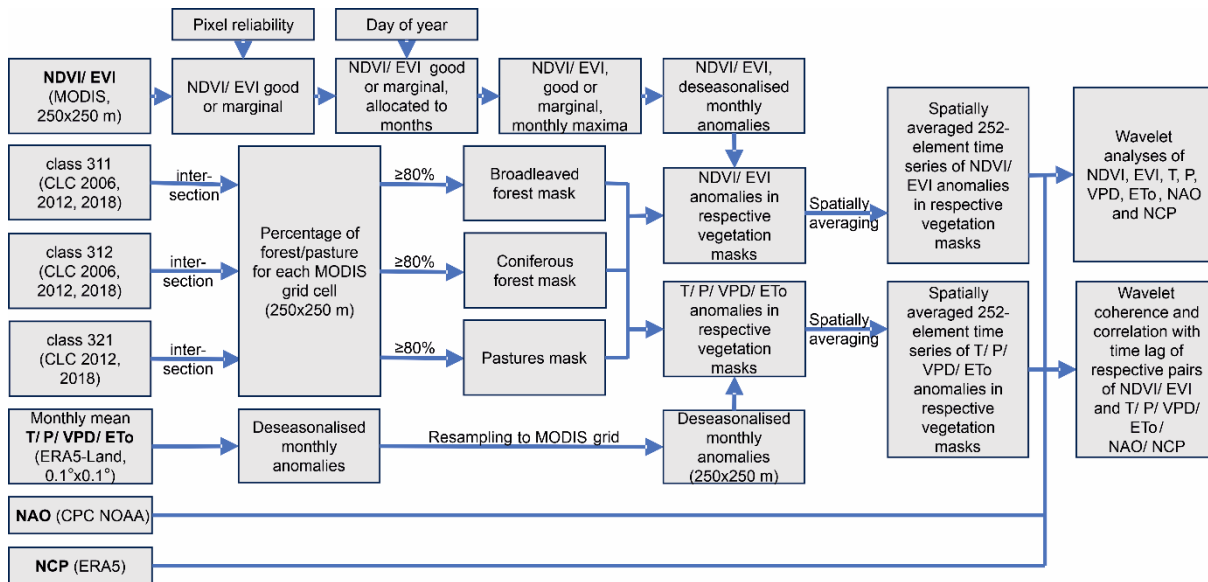 Pixel reliability
Day of year
NDVI/ EVI
(MODIS,
250x250 m)
NDVI/ EVI good
or marginal
NDVI/ EVI good
or marginal,
allocated to
months
NDVI/ EVI,
good or
marginal,
monthly maxima
NDVI/ EVI,
deseasonalised
monthly
anomalies
class 311
(CLC 2006,
2012, 2018)
inter-
section
class 312
(CLC 2006,
2012, 2018)
inter-
section
class 321
(CLC 2012,
2018)
inter-
section
Percentage of
forest/pasture
for each MODIS
grid cell
(250x250 m)
≥80%
Broadleaved
forest mask
≥80%
Coniferous
forest mask
≥80%
Pastures mask
NDVI/ EVI
anomalies in
respective
vegetation
masks
Spatially
averaging
Spatially
averaged 252-
element time
series of NDVI/
EVI anomalies
in respective
vegetation
masks
Wavelet
analyses of
NDVI, EVI, T, P,
VPD, ETo, NAO
and NCP
T/ P/ VPD/ ETo
anomalies in
respective
vegetation
masks
Spatially
averaging
Spatially
averaged 252-
element time
series of T/ P/
VPD/ ETo
anomalies in
respective
vegetation
masks
Wavelet
coherence and
correlation with
time lag of
respective pairs
of NDVI/ EVI
and T/ P/ VPD/
ETo/
NAO/ NCP
Monthly mean
T/ P/ VPD/ ETo
(ERA5-Land,
0.1°x0.1°)
Deseasonalised
monthly
anomalies
Resampling to MODIS grid
Deseasonalised
monthly
anomalies
(250x250 m)
NAO (CPC NOAA)
NCP (ERA5)